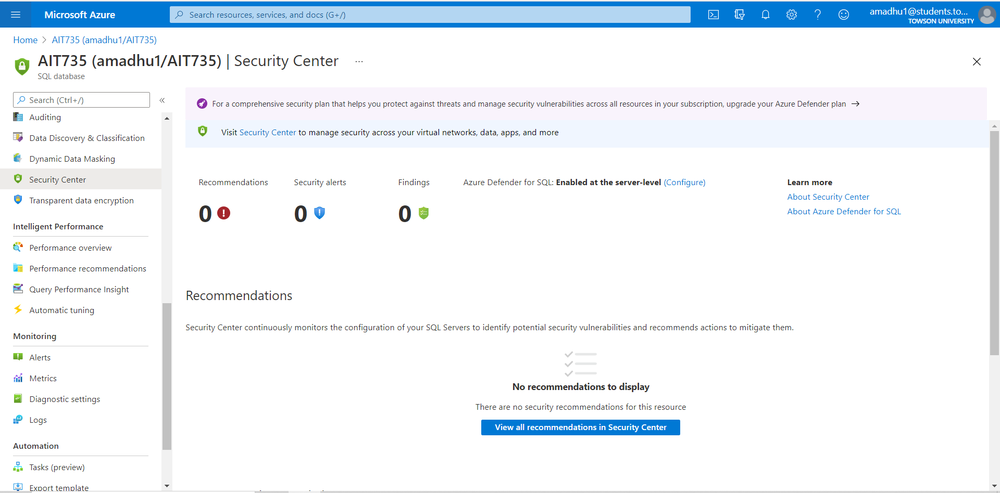 Microsoft Azure
Search resources, services, and docs (G+/)
amadhu1@students.to...
TOWSON UNIVERSITY
Home > AIT735 (amadhu1/AIT735)
AIT735 (amadhu1/AIT735) | Security Center ...
SQL database
Search (Ctrl+/)
«
Auditing
Data Discovery & Classification
Dynamic Data Masking
Security Center
Transparent data encryption
Intelligent Performance
Performance overview
Performance recommendations
Query Performance Insight
Automatic tuning
Monitoring
Alerts
Metrics
Diagnostic settings
Logs
Automation
Tasks (preview)
Export template
For a comprehensive security plan that helps you protect against threats and manage security vulnerabilities across all resources in your subscription, upgrade your Azure Defender plan →
Visit Security Center to manage security across your virtual networks, data, apps, and more
Recommendations
0
Security alerts
0
Findings
0
Azure Defender for SQL: Enabled at the server-level (Configure)
Learn more
About Security Center
About Azure Defender for SQL
Recommendations
Security Center continuously monitors the configuration of your SQL Servers to identify potential security vulnerabilities and recommends actions to mitigate them.
No recommendations to display
There are no security recommendations for this resource
View all recommendations in Security Center